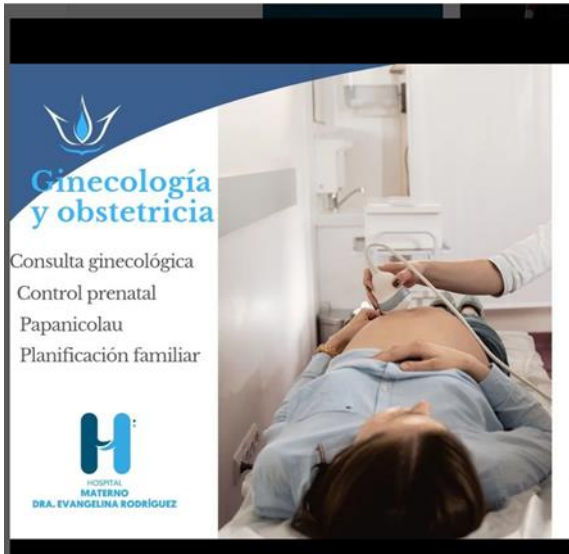 Ginecología
y obstetricia
Consulta ginecológica
Control prenatal
Papanicolau
Planificación familiar
HOSPITAL
MATERNO
DRA. EVANGELINA RODRÍGUEZ